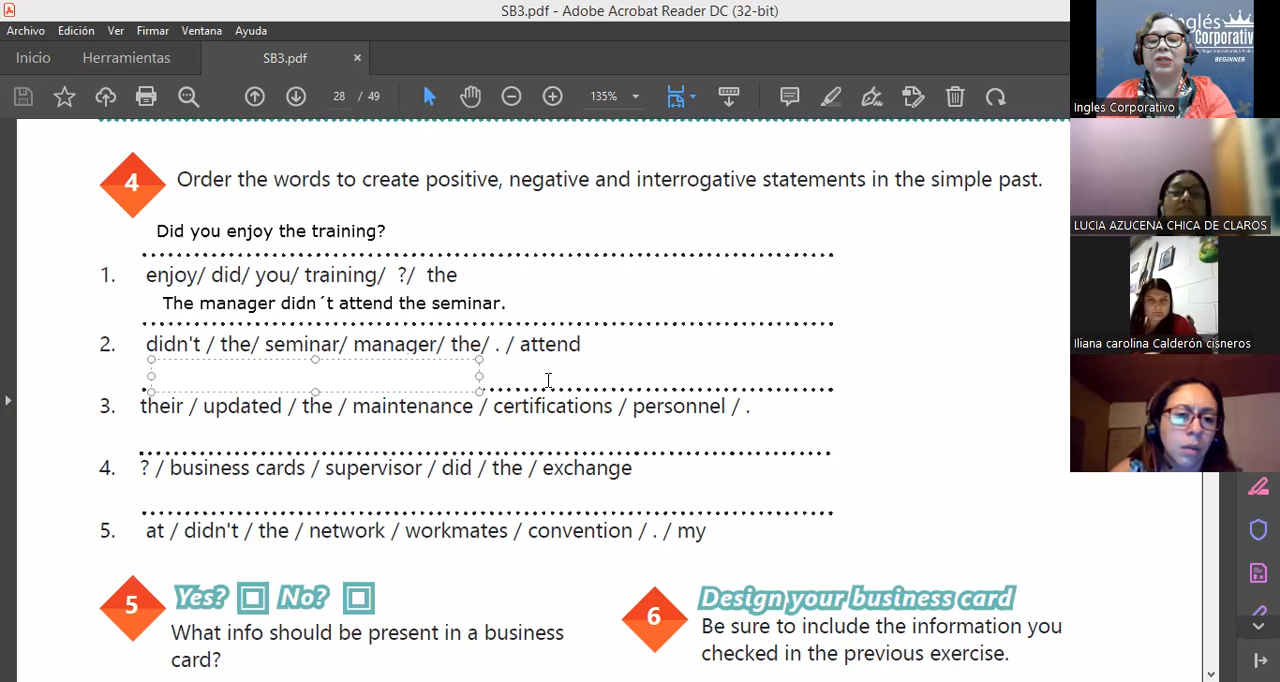 SB3.pdf - Adobe Acrobat Reader DC (32-bit)
Archivo Edición Ver Firmar Ventana Ayuda
Inicio Herramientas SB3.pdf ×
28 / 49 135%
4 Order the words to create positive, negative and interrogative statements in the simple past.
Did you enjoy the training?
1. enjoy/ did/ you/ training/ ?/ the
The manager didn´t attend the seminar.
2. didn't / the/ seminar/ manager/ the/ . / attend
3. their / updated / the / maintenance / certifications / personnel / .
4. ? / business cards / supervisor / did / the / exchange
5. at / didn't / the / network / workmates / convention / . / my
5 Yes? No?
What info should be present in a business
card?
6 Design your business card
Be sure to include the information you
checked in the previous exercise.
Inglés
Corporativo
BEGINNER
Ingles Corporativo
LUCIA AZUCENA CHICA DE CLAROS
Iliana carolina Calderón cisneros